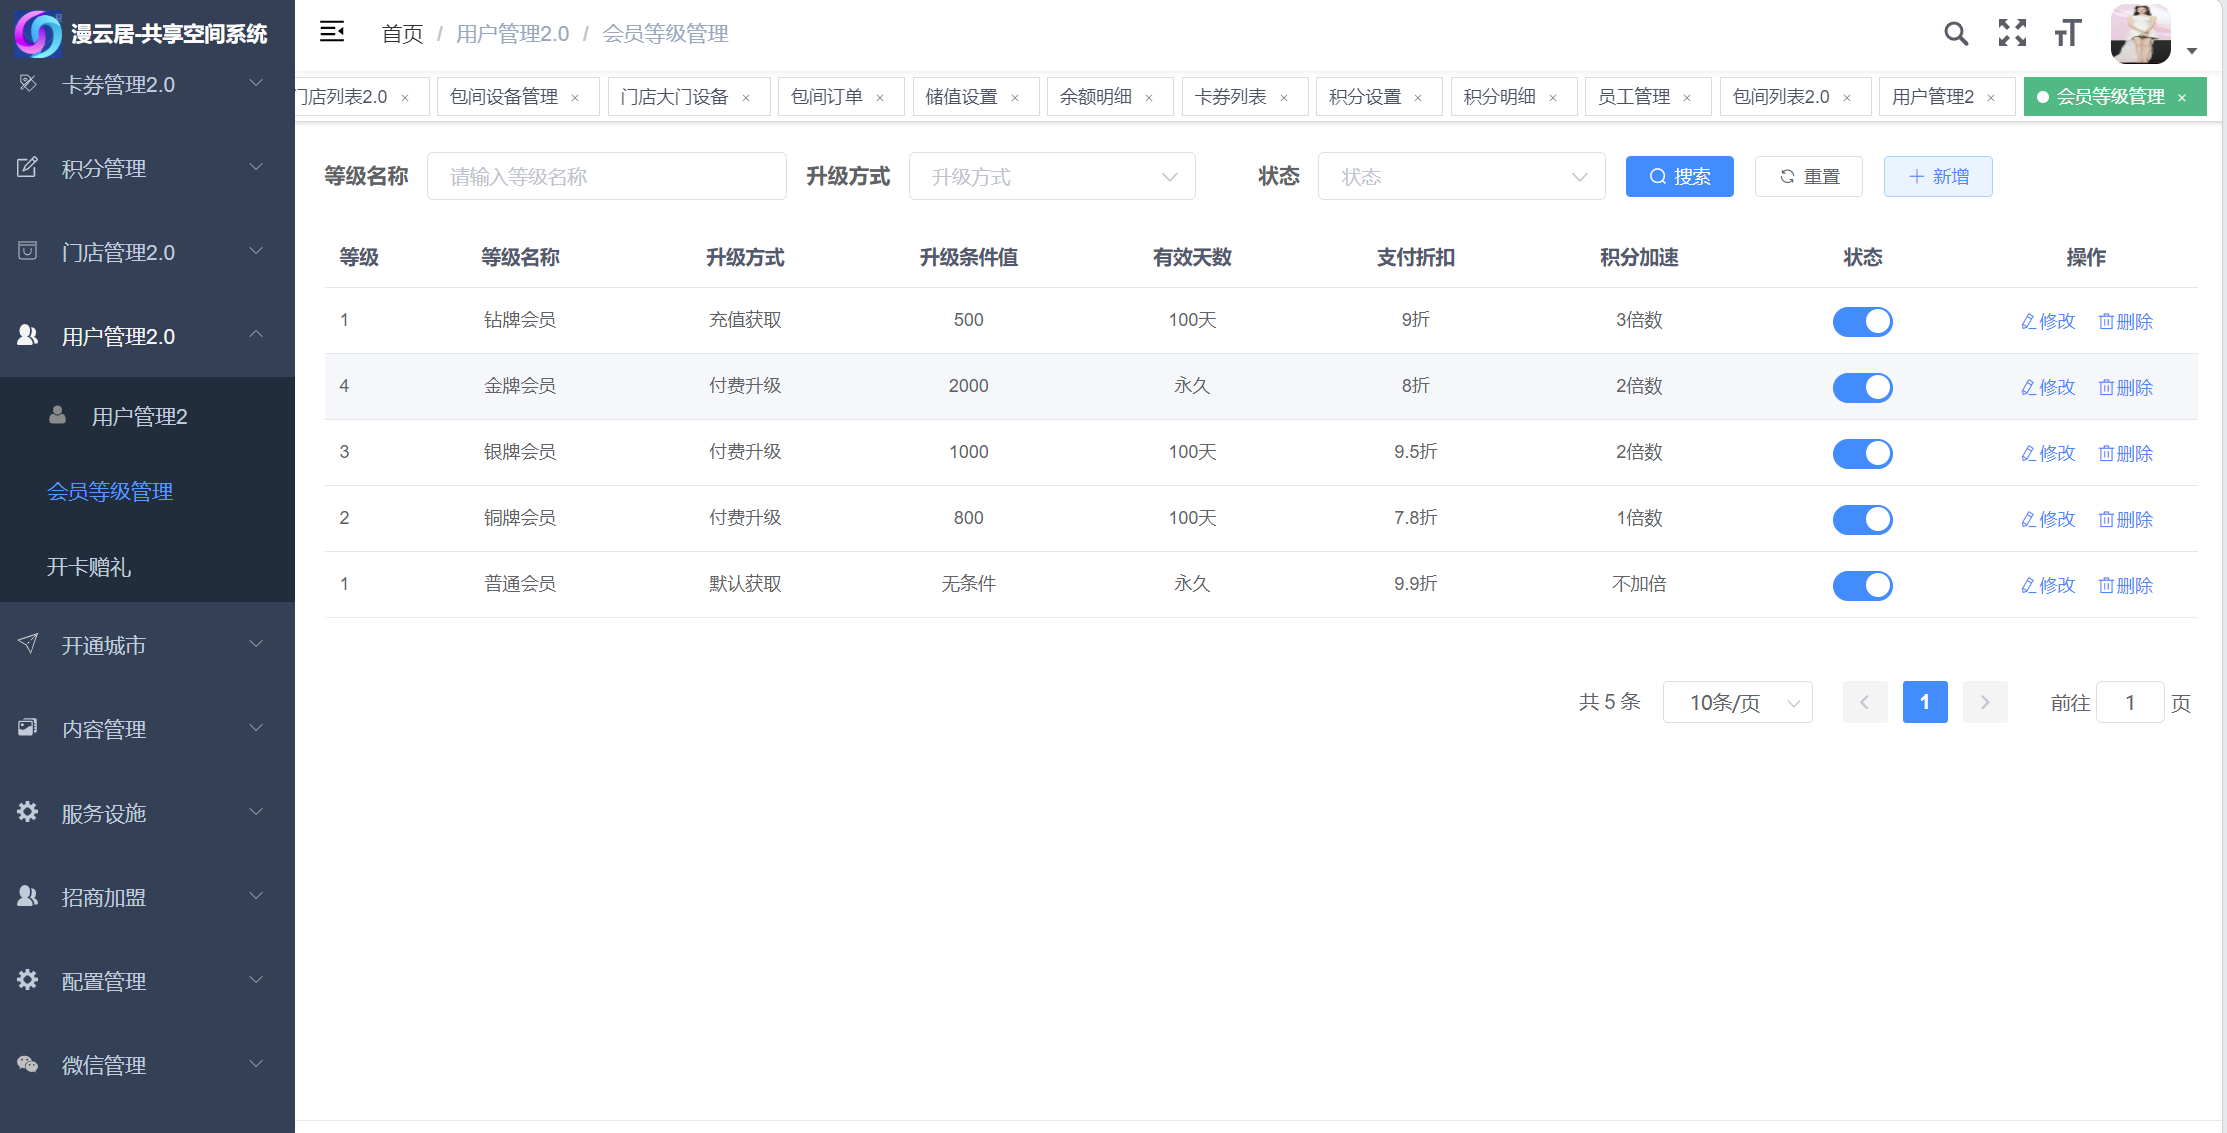 漫云居-共享空间系统
卡券管理2.0
积分管理
门店管理2.0
用户管理2.0
用户管理2
会员等级管理
开卡赠礼
开通城市
内容管理
服务设施
招商加盟
配置管理
微信管理
首页 / 用户管理2.0 / 会员等级管理
门店列表2.0 × 包间设备管理 × 门店大门设备 × 包间订单 × 储值设置 × 余额明细 × 卡券列表 × 积分设置 × 积分明细 × 员工管理 × 包间列表2.0 × 用户管理2 × 会员等级管理 ×
等级名称 请输入等级名称 升级方式 升级方式 状态 状态 搜索 重置 新增
等级 等级名称 升级方式 升级条件值 有效天数 支付折扣 积分加速 状态 操作
1 钻牌会员 充值获取 500 100天 9折 3倍数 修改 删除
4 金牌会员 付费升级 2000 永久 8折 2倍数 修改 删除
3 银牌会员 付费升级 1000 100天 9.5折 2倍数 修改 删除
2 铜牌会员 付费升级 800 100天 7.8折 1倍数 修改 删除
1 普通会员 默认获取 无条件 永久 9.9折 不加倍 修改 删除
共 5 条 10条/页 1 前往 1 页